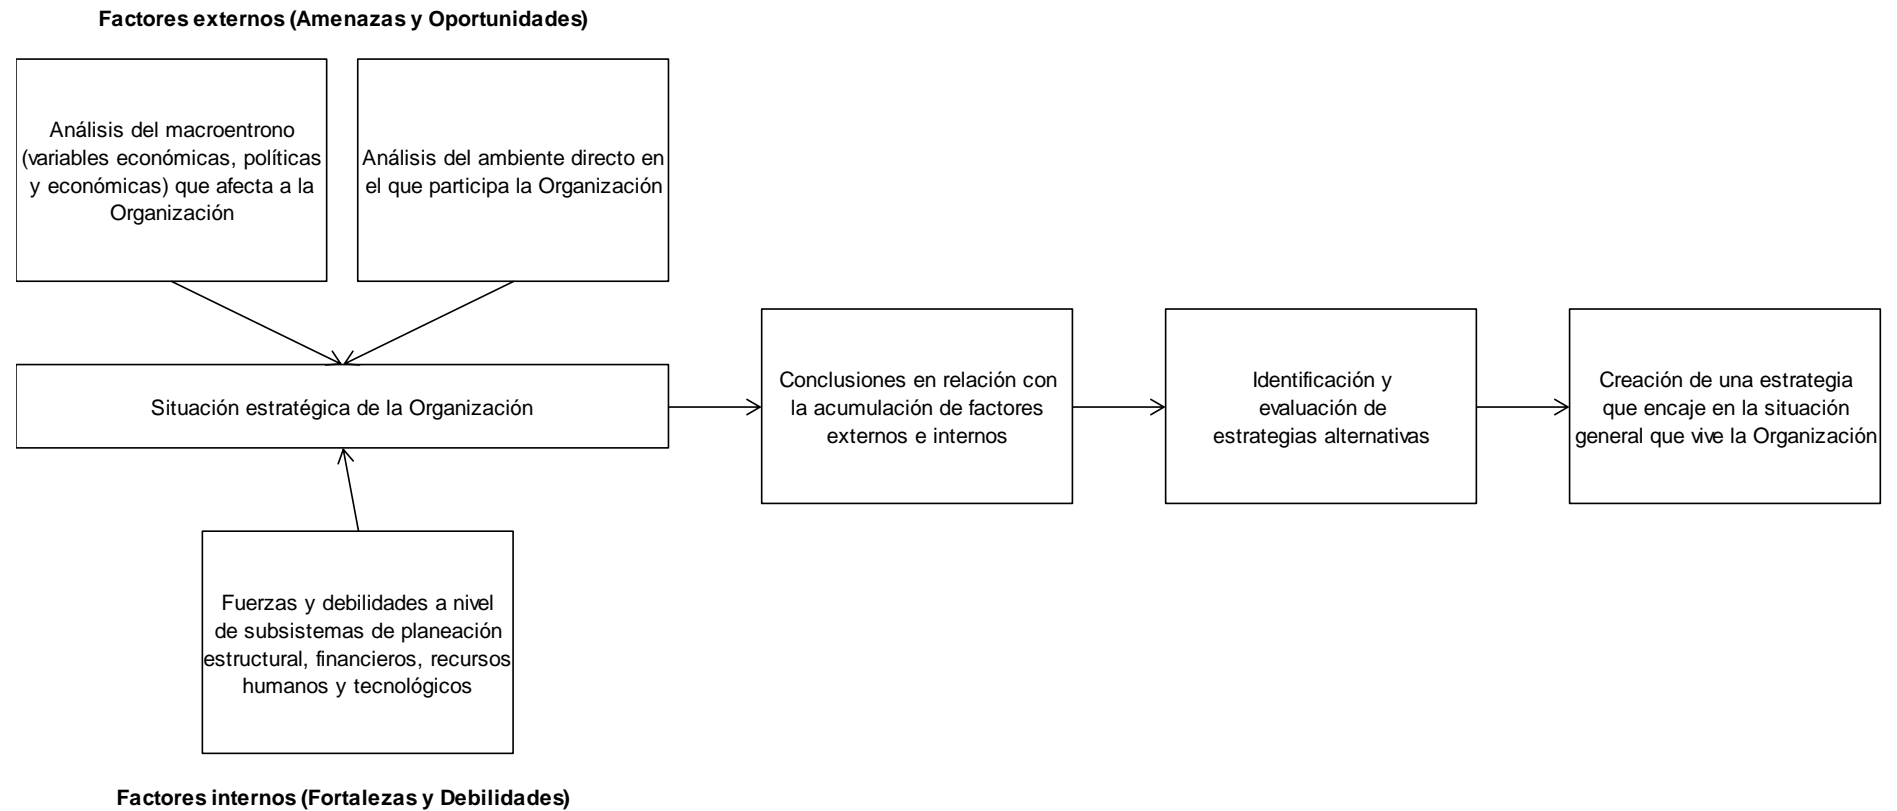 Factores externos (Amenazas y Oportunidades)
Análisis del macroentrono
(variables económicas, políticas
y económicas) que afecta a la
Organización
Análisis del ambiente directo en
el que participa la Organización
Situación estratégica de la Organización
Conclusiones en relación con
la acumulación de factores
externos e internos
Identificación y
evaluación de
estrategias alternativas
Creación de una estrategia
que encaje en la situación
general que vive la Organización
Fuerzas y debilidades a nivel
de subsistemas de planeación
estructural, financieros, recursos
humanos y tecnológicos
Factores internos (Fortalezas y Debilidades)